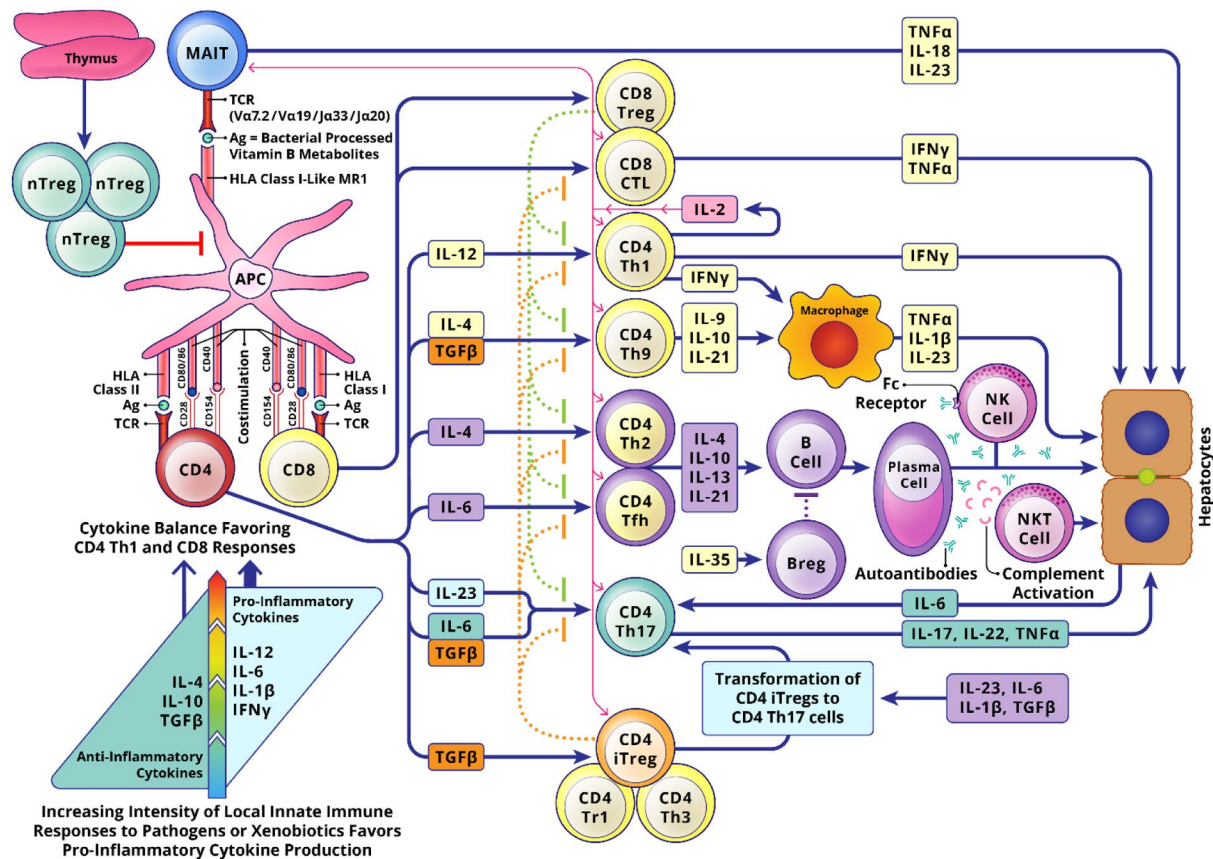 Thymus
MAIT
TCR
(Vα7.2/Vα19/Jα33/Jα20)
Ag = Bacterial Processed
Vitamin B Metabolites
HLA Class I-Like MR1
nTreg
nTreg
nTreg
APC
HLA
Class II
Ag
TCR
CD80/86
CD28
CD40
CD154
Costimulation
CD40
CD154
CD80/86
CD28
HLA
Class I
Ag
TCR
CD4
CD8
Cytokine Balance Favoring
CD4 Th1 and CD8 Responses
Pro-Inflammatory
Cytokines
IL-12
IL-6
IL-1β
IFNγ
IL-4
IL-10
TGFβ
Anti-Inflammatory
Cytokines
Increasing Intensity of Local Innate Immune
Responses to Pathogens or Xenobiotics Favors
Pro-Inflammatory Cytokine Production
IL-12
IL-4
TGFβ
IL-4
IL-6
IL-23
IL-6
TGFβ
TGFβ
CD8
Treg
CD8
CTL
CD4
Th1
CD4
Th9
CD4
Th2
CD4
Tfh
CD4
Th17
CD4
iTreg
CD4
Tr1
CD4
Th3
IL-2
IFNγ
IL-9
IL-10
IL-21
Macrophage
IL-4
IL-10
IL-13
IL-21
B
Cell
IL-35
Breg
Plasma
Cell
Fc
Receptor
NK
Cell
NKT
Cell
Autoantibodies
Complement
Activation
TNFα
IL-18
IL-23
IFNγ
TNFα
IFNγ
TNFα
IL-1β
IL-23
Hepatocytes
IL-6
IL-17, IL-22, TNFα
Transformation of
CD4 iTregs to
CD4 Th17 cells
IL-23, IL-6
IL-1β, TGFβ